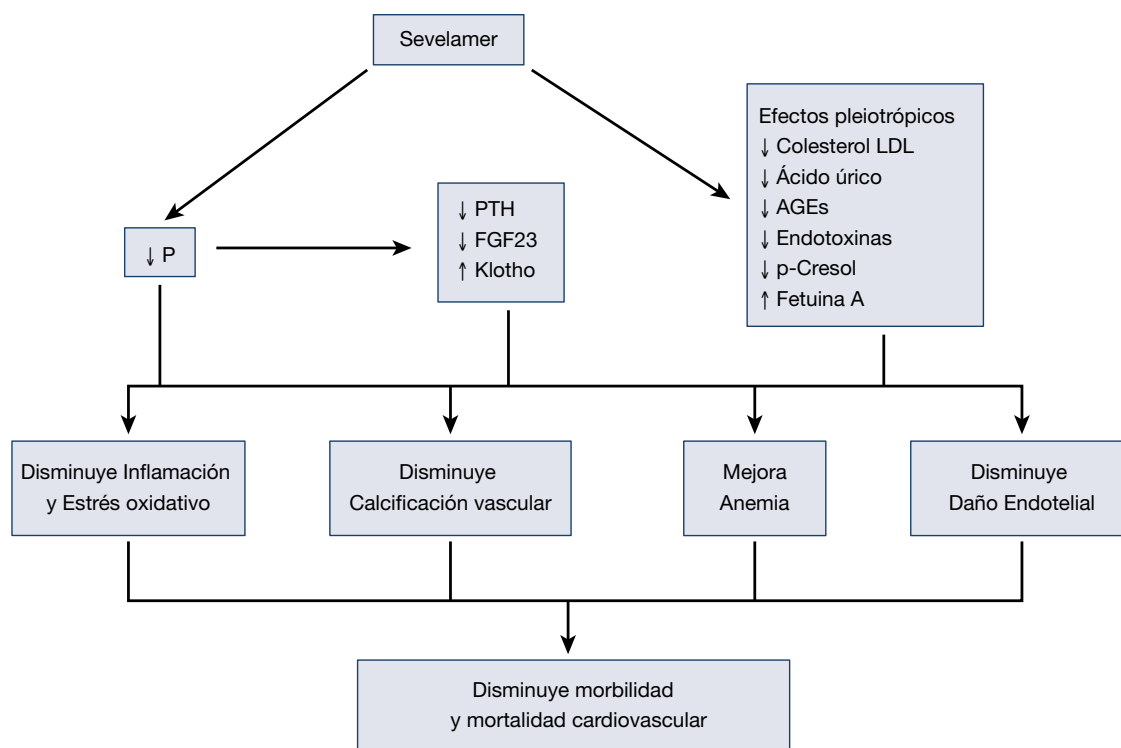 Sevelamer
Efectos pleiotrópicos
↓ Colesterol LDL
↓ Ácido úrico
↓ AGEs
↓ Endotoxinas
↓ p-Cresol
↑ Fetuina A
↓ PTH
↓ FGF23
↑ Klotho
↓ P
Disminuye Inflamación
y Estrés oxidativo
Disminuye
Calcificación vascular
Mejora
Anemia
Disminuye
Daño Endotelial
Disminuye morbilidad
y mortalidad cardiovascular